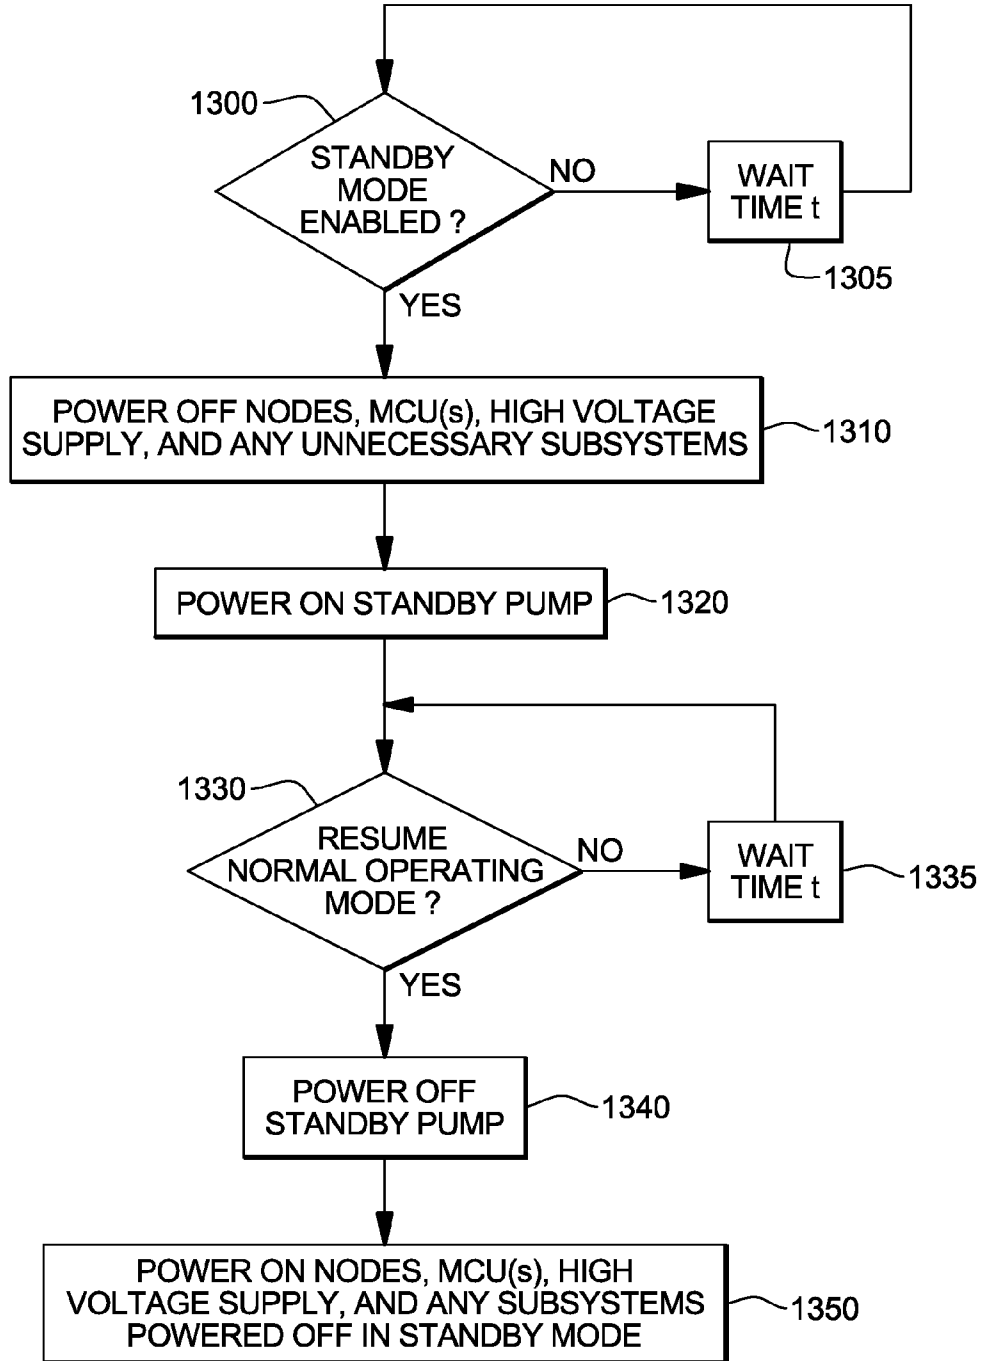 1300
STANDBY
MODE
ENABLED ?
NO
WAIT
TIME t
1305
YES
POWER OFF NODES, MCU(s), HIGH VOLTAGE
SUPPLY, AND ANY UNNECESSARY SUBSYSTEMS
1310
POWER ON STANDBY PUMP
1320
1330
RESUME
NORMAL OPERATING
MODE ?
NO
WAIT
TIME t
1335
YES
POWER OFF
STANDBY PUMP
1340
POWER ON NODES, MCU(s), HIGH
VOLTAGE SUPPLY, AND ANY SUBSYSTEMS
POWERED OFF IN STANDBY MODE
1350